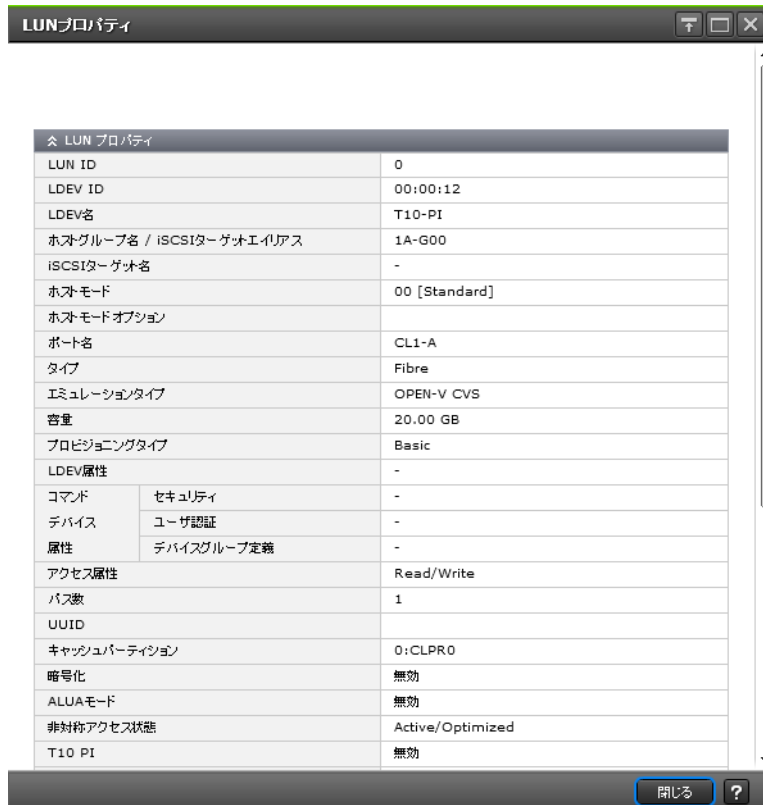 LUNプロパティ
LUN プロパティ
LUN ID 0
LDEV ID 00:00:12
LDEV名 T10-PI
ホストグループ名 / iSCSIターゲットエイリアス 1A-G00
iSCSIターゲット名 -
ホストモード 00 [Standard]
ホストモードオプション
ポート名 CL1-A
タイプ Fibre
エミュレーションタイプ OPEN-V CVS
容量 20.00 GB
プロビジョニングタイプ Basic
LDEV属性 -
コマンド セキュリティ -
デバイス ユーザ認証 -
属性 デバイスグループ定義 -
アクセス属性 Read/Write
パス数 1
UUID
キャッシュパーティション 0:CLPR0
暗号化 無効
ALUAモード 無効
非対称アクセス状態 Active/Optimized
T10 PI 無効
閉じる ?